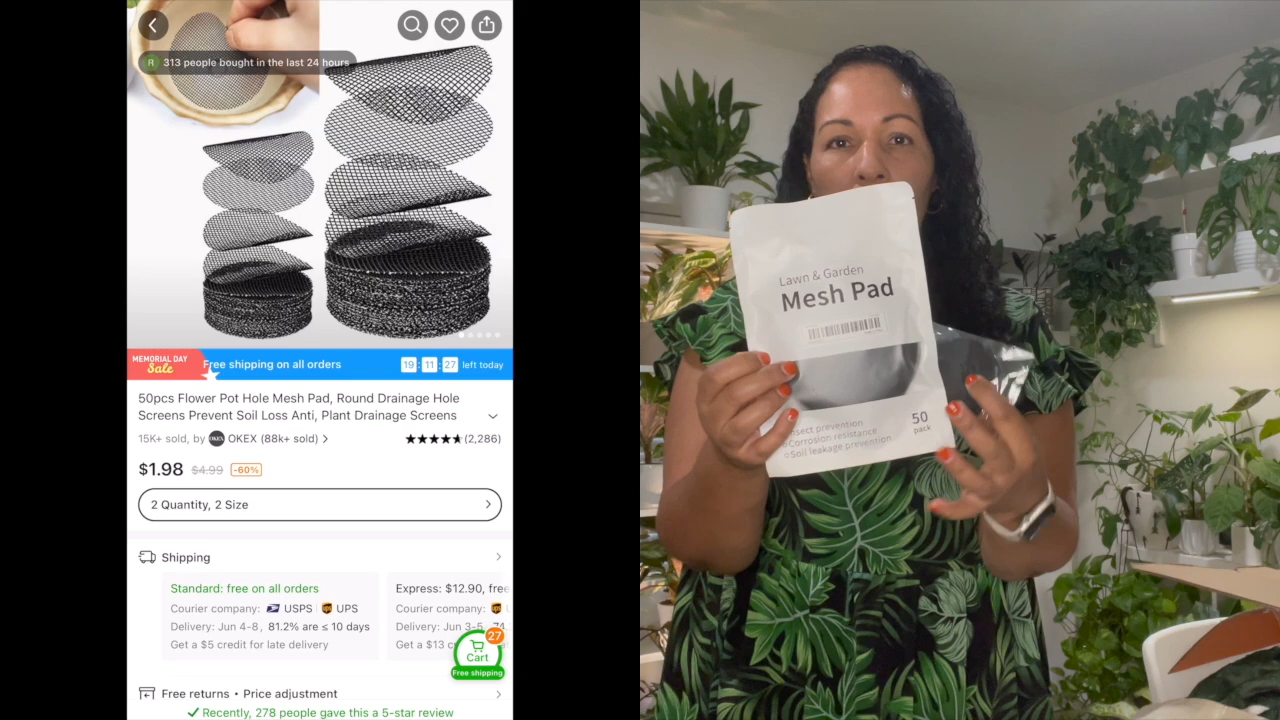 R 313 people bought in the last 24 hours
MEMORIAL DAY
Sale
Free shipping on all orders
19:11:27 left today
50pcs Flower Pot Hole Mesh Pad, Round Drainage Hole
Screens Prevent Soil Loss Anti, Plant Drainage Screens
15K+ sold, by OKEX OKEX (88k+ sold)
(2,286)
$1.98 $4.99 -60%
2 Quantity, 2 Size
Shipping
Standard: free on all orders
Courier company: USPS ups UPS
Delivery: Jun 4-8, 81.2% are ≤ 10 days
Get a $5 credit for late delivery
Express: $12.90, free
Courier company: ups
Delivery: Jun 3-5, 74
Get a $13 c
27
Cart
Free shipping
Free returns • Price adjustment
Recently, 278 people gave this a 5-star review
Lawn & Garden
Mesh Pad
50
pack
Insect prevention
Corrosion resistance
Soil leakage prevention